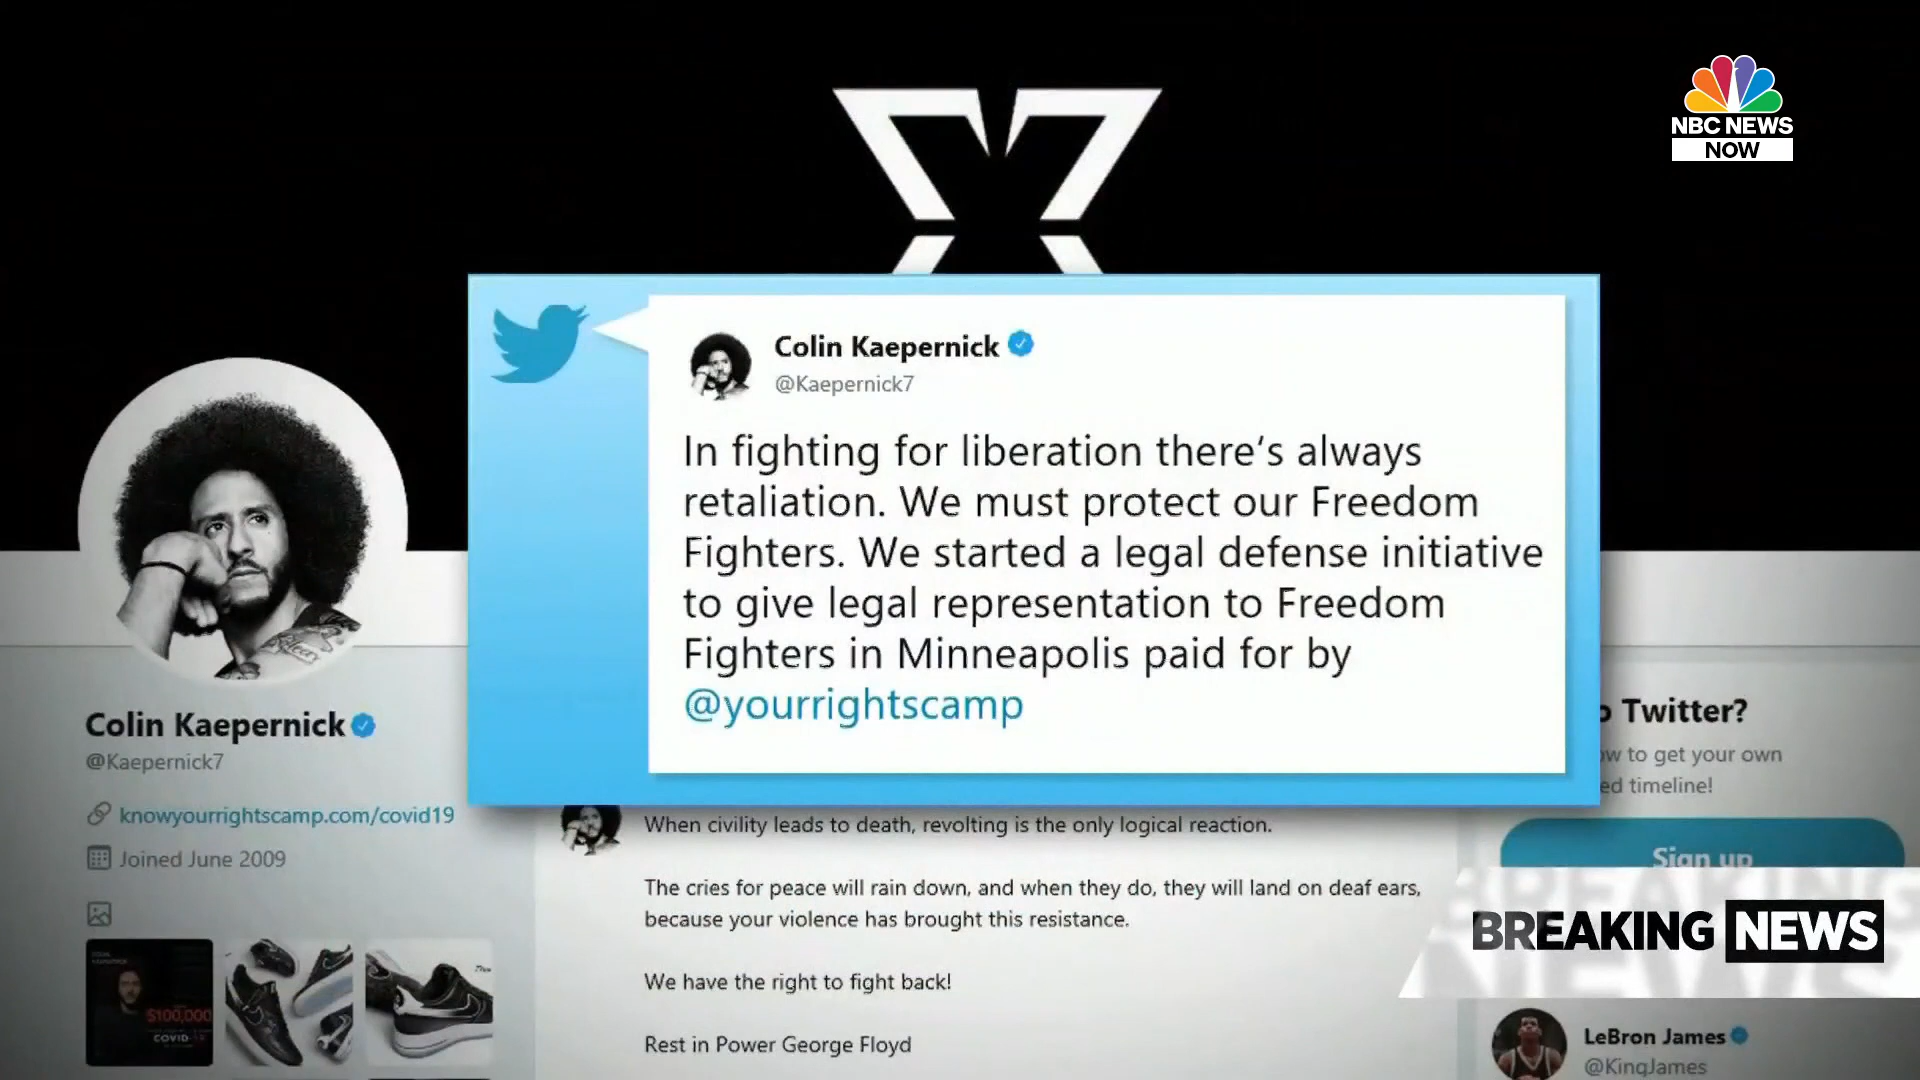 NBC NEWS
NOW
Colin Kaepernick
@Kaepernick7
In fighting for liberation there's always
retaliation. We must protect our Freedom
Fighters. We started a legal defense initiative
to give legal representation to Freedom
Fighters in Minneapolis paid for by
@yourrightscamp
Colin Kaepernick
@Kaepernick7
knowyourrightscamp.com/covid19
Joined June 2009
$100,000
COVID-19
When civility leads to death, revolting is the only logical reaction.
The cries for peace will rain down, and when they do, they will land on deaf ears,
because your violence has brought this resistance.
We have the right to fight back!
Rest in Power George Floyd
Twitter?
to get your own
timeline!
Sign up
BREAKING NEWS
LeBron James
@KingJames